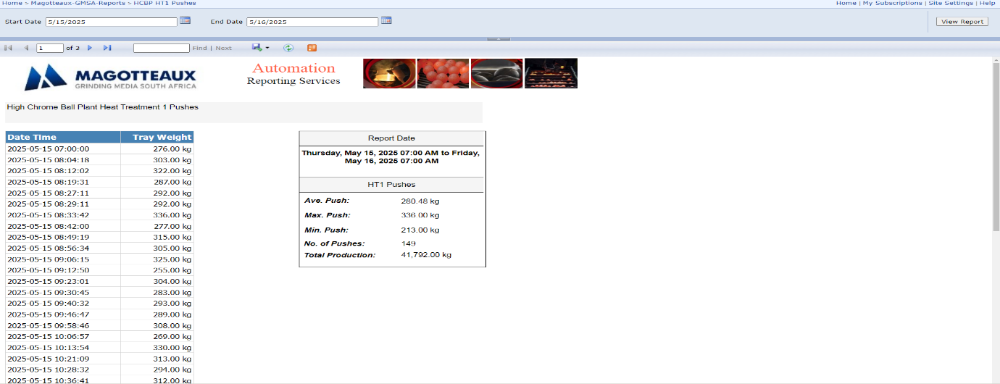 Home > Magotteaux-GMSA-Reports > HCBP HT1 Pushes
Home | My Subscriptions | Site Settings | Help
Start Date 5/15/2025 End Date 5/16/2025 View Report
1 of 3 Find | Next
MAGOTTEAUX
GRINDING MEDIA SOUTH AFRICA
Automation
Reporting Services
High Chrome Ball Plant Heat Treatment 1 Pushes
Date Time Tray Weight
2025-05-15 07:00:00 276.00 kg
2025-05-15 08:04:18 303.00 kg
2025-05-15 08:12:02 322.00 kg
2025-05-15 08:19:31 287.00 kg
2025-05-15 08:27:11 292.00 kg
2025-05-15 08:29:11 292.00 kg
2025-05-15 08:33:42 336.00 kg
2025-05-15 08:42:00 277.00 kg
2025-05-15 08:49:19 315.00 kg
2025-05-15 08:56:34 305.00 kg
2025-05-15 09:06:15 325.00 kg
2025-05-15 09:12:50 255.00 kg
2025-05-15 09:23:01 304.00 kg
2025-05-15 09:30:45 283.00 kg
2025-05-15 09:40:32 293.00 kg
2025-05-15 09:46:47 289.00 kg
2025-05-15 09:58:46 308.00 kg
2025-05-15 10:06:57 269.00 kg
2025-05-15 10:13:54 330.00 kg
2025-05-15 10:21:09 313.00 kg
2025-05-15 10:28:32 294.00 kg
2025-05-15 10:36:41 312.00 kg
Report Date
Thursday, May 15, 2025 07:00 AM to Friday,
May 16, 2025 07:00 AM
HT1 Pushes
Ave. Push: 280.48 kg
Max. Push: 336.00 kg
Min. Push: 213.00 kg
No. of Pushes: 149
Total Production: 41,792.00 kg